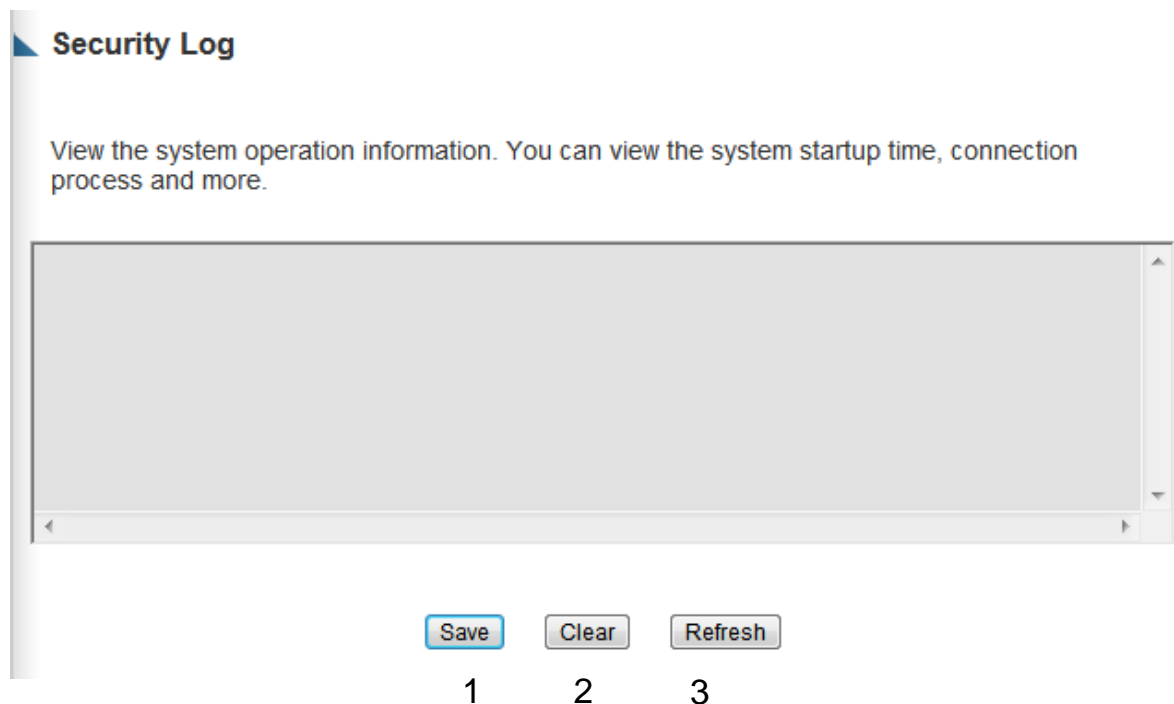 Security Log
View the system operation information. You can view the system startup time, connection
process and more.
Save Clear Refresh
1 2 3